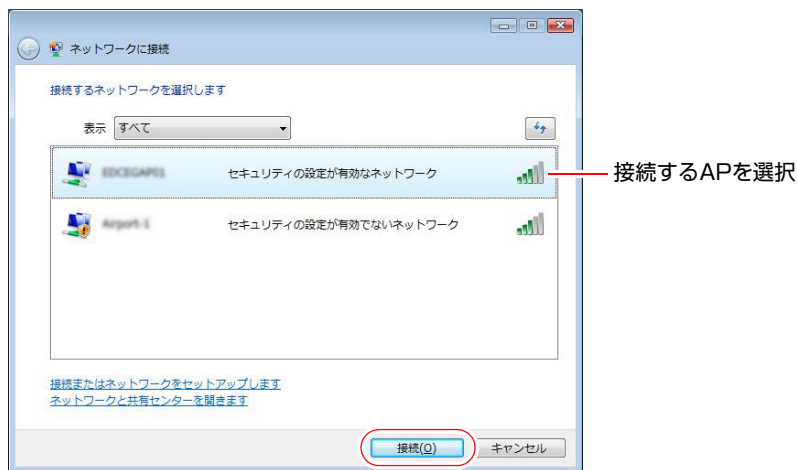 ネットワークに接続
接続するネットワークを選択します
表示 すべて
セキュリティの設定が有効なネットワーク
接続するAPを選択
Airport-1 セキュリティの設定が有効でないネットワーク
接続またはネットワークをセットアップします
ネットワークと共有センターを開きます
接続(O) キャンセル